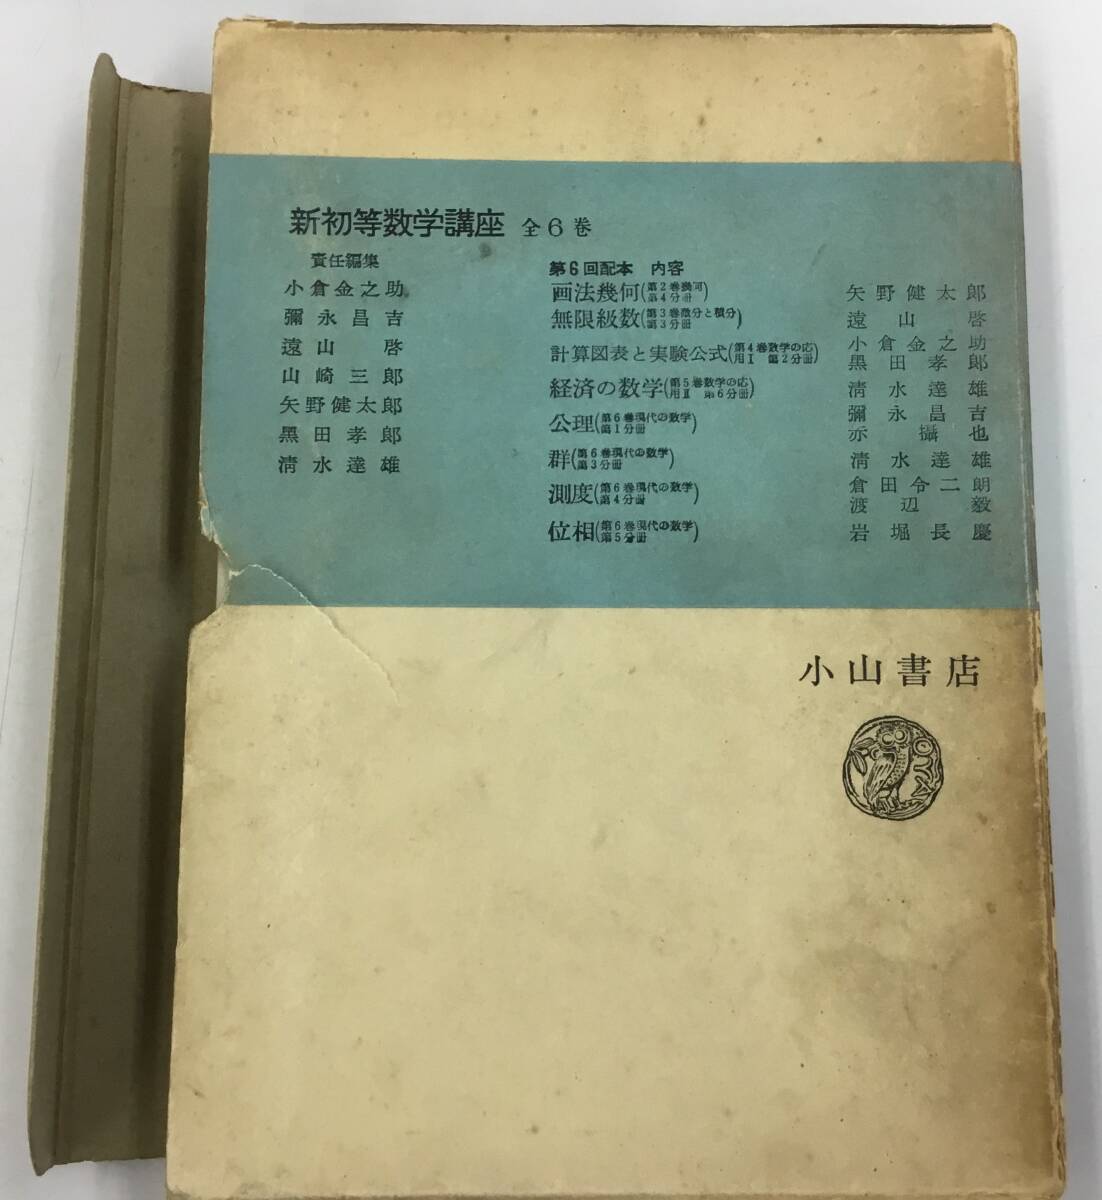 新初等数学講座 全6巻
責任編集
小倉金之助
彌永昌吉
遠山啓
山崎三郎
矢野健太郎
黒田孝郎
清水達雄
第6回配本 内容
画法幾何(第2巻幾何 第4分冊) 矢野健太郎
無限級数(第3巻微分と積分 第3分冊) 遠山啓
計算図表と実験公式(第4巻数学の応用Ⅰ 第2分冊) 小倉金之助 黒田孝郎
経済の数学(第5巻数学の応用Ⅱ 第6分冊) 清水達雄
公理(第6巻現代の数学 第1分冊) 彌永昌吉 赤攝也
群(第6巻現代の数学 第3分冊) 清水達雄
測度(第6巻現代の数学 第4分冊) 倉田令二朗 渡辺毅
位相(第6巻現代の数学 第5分冊) 岩堀長慶
小山書店